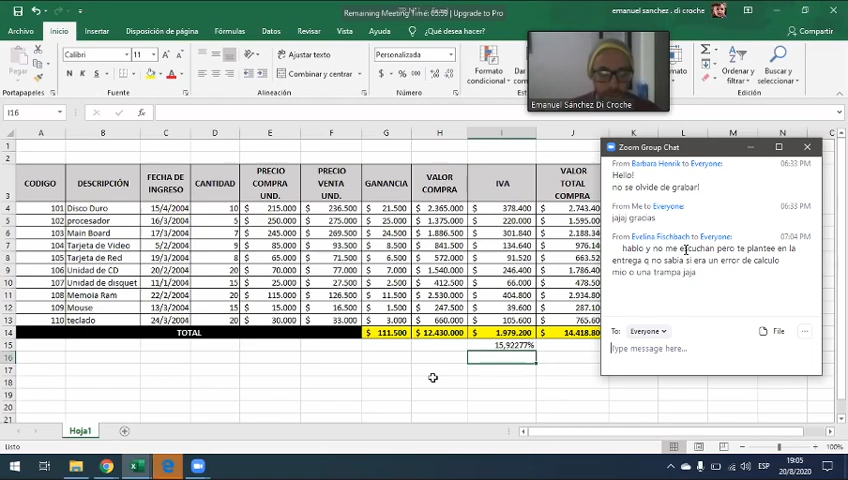 Remaining Meeting Time: 05:59 | Upgrade to Pro
emanuel sanchez . di croche
Archivo Inicio Insertar Disposición de página Fórmulas Datos Revisar Vista Ayuda ¿Qué desea hacer? Compartir
Calibri 11 Ajustar texto Personalizada
Pegar N K S Combinar y centrar $ % 000 Formato condicional Ordenar y filtrar Buscar y seleccionar
Portapapeles Fuente Alineación Número
Emanuel Sánchez Di Croche
I16 fx
A B C D E F G H I J K L M N O
CODIGO DESCRIPCIÓN FECHA DE INGRESO CANTIDAD PRECIO COMPRA UND. PRECIO VENTA UND. GANANCIA VALOR COMPRA IVA VALOR TOTAL COMPRA
101 Disco Duro 15/4/2004 10 $ 215.000 $ 236.500 $ 21.500 $ 2.365.000 $ 378.400 $ 2.743.40
102 procesador 16/3/2004 5 $ 250.000 $ 275.000 $ 25.000 $ 1.375.000 $ 220.000 $ 1.595.00
103 Main Board 17/3/2004 7 $ 245.000 $ 269.500 $ 24.500 $ 1.886.500 $ 301.840 $ 2.188.34
104 Tarjeta de Video 5/4/2004 9 $ 85.000 $ 93.500 $ 8.500 $ 841.500 $ 134.640 $ 976.14
105 Tarjeta de Red 19/3/2004 8 $ 65.000 $ 71.500 $ 6.500 $ 572.000 $ 91.520 $ 663.52
106 Unidad de CD 20/2/2004 20 $ 70.000 $ 77.000 $ 7.000 $ 1.540.000 $ 246.400 $ 1.786.40
107 Unidad de disquet 11/1/2004 15 $ 25.000 $ 27.500 $ 2.500 $ 412.500 $ 66.000 $ 478.50
108 Memoia Ram 22/2/2004 20 $ 115.000 $ 126.500 $ 11.500 $ 2.530.000 $ 404.800 $ 2.934.80
109 Mouse 13/3/2004 15 $ 15.000 $ 16.500 $ 1.500 $ 247.500 $ 39.600 $ 287.10
110 teclado 24/3/2004 20 $ 30.000 $ 33.000 $ 3.000 $ 660.000 $ 105.600 $ 765.60
TOTAL $ 111.500 $ 12.430.000 $ 1.979.200 $ 14.418.80
15,92277%
Zoom Group Chat
From Barbara Henrik to Everyone: 06:33 PM
Hello!
no se olvide de grabar!
From Me to Everyone: 06:33 PM
jajaj gracias
From Evelina Fischbach to Everyone: 07:04 PM
hablo y no me escuchan pero te plantee en la
entrega q no sabia si era un error de calculo
mio o una trampa jaja
To: Everyone File ...
Type message here...
Hoja1
Listo 100%
ESP 19:05
20/8/2020